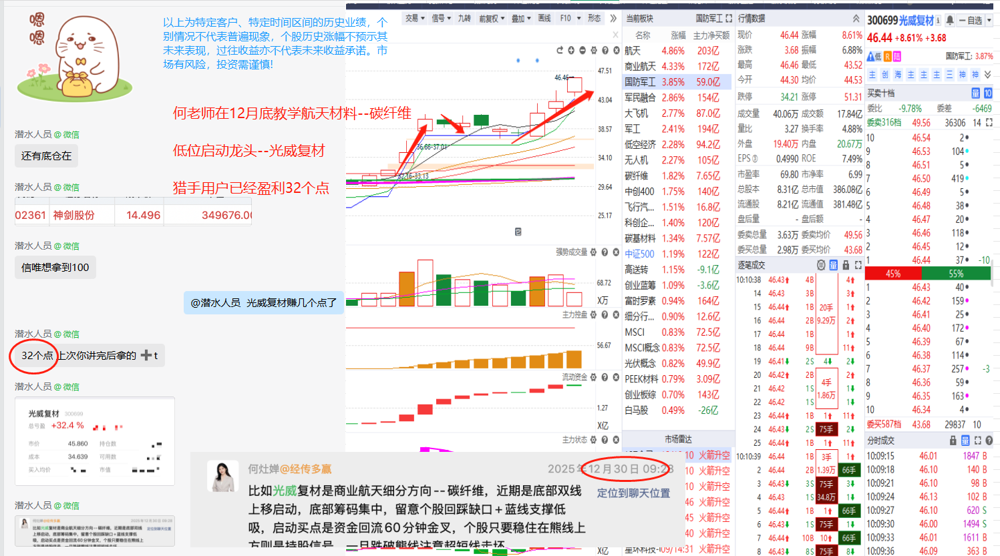 嗯
嗯
以上为特定客户、特定时间区间的历史业绩，个
别情况不代表普遍现象，个股历史涨幅不预示其
未来表现，过往收益亦不代表未来收益承诺。市
场有风险，投资需谨慎!
何老师在12月底教学航天材料--碳纤维
低位启动龙头--光威复材
猎手用户已经盈利32个点
潜水人员@微信
还有底仓在
潜水人员@微信
02361 神创股份 14.496 349676.00
潜水人员@微信
信唯想拿到100
@潜水人员 光威复材赚几个点了
潜水人员@微信
32个点 上次你讲完后拿的 ➕t
潜水人员@微信
光威复材 300699
总亏盈 +32.4 %
市价 45.860 持仓数
成本 34.639 可用数
买入均价 市值
潜水人员@微信
何灶婵@经传多赢 2025年12月30日 09:28
比如光威复材是商业航天细分方向--碳纤维，近期是底部双线 定位到聊天位置
上移启动，底部筹码集中，留意个股回踩缺口+蓝线支撑低
吸，启动买点是资金回流60分钟金叉，个股只要稳住在熊线上
方则是持股信号，一旦跌破熊线注意超短线走坏
交易 信号 九转 前复权 叠加 画线 F10 形态
46.46
36.66-37.01
32.16-33.13
47.51
43.04
38.57
34.10
29.64
25.17
强势成交量
68.72
X万
主力控盘
56.67
流动资金
1.27
X亿
主力状态
X亿
当前板块 国防军工
名称 涨幅 主力净买额
航天 4.86% 203亿
商业航天 4.33% 172亿
国防军工 3.85% 59.0亿
军民融合 2.86% 154亿
大飞机 2.77% 87.0亿
军工 2.41% 194亿
低空经济 2.28% 94.2亿
无人机 2.27% 105亿
碳纤维 1.82% 7.65亿
中创400 1.75% 140亿
飞行汽... 1.51% 16.8亿
科创企... 1.40% 120亿
碳基材料 1.34% 7.57亿
中证500 1.19% 122亿
高送转 1.15% -9.1亿
创业蓝筹 1.09% -3.6亿
富时罗素 0.94% 164亿
细分行... 0.90% 12.6亿
MSCI 0.83% 72.5亿
MSCI概念 0.83% 72.5亿
光伏概念 0.82% 49.9亿
PEEK材料 0.79% 3.09亿
创业板综 0.70% 143亿
白马股 0.49% -26亿
市场雷达
10 火箭升空
10 火箭升空
10 火箭升空
46 火箭升空
45 火箭升空
40 火箭升空
星环科技-U 09/14:31 火箭升空
行情数据
现价 46.44 涨幅 8.61%
涨跌 3.68 振幅 6.88%
最高 46.46 最低 43.52
今开 44.30 均价 44.53
跌停 34.21 涨停 51.31
成交量 40.06万 成交额 17.84亿
量比 3.27 换手率 4.88%
外盘 19.40万 内盘 20.67万
EPS③ 0.4990 ROE 7.49%
市盈率 69.80 市净率 6.99
总股本 8.31亿 总市值 386.08亿
流通股 8.21亿 流通值 381.48亿
盘后量 - 盘后额 -
委卖总量 3.63万 委卖均价 49.56
委买总量 2.98万 委买均价 43.68
逐笔成交
10:10:38 46.43 4B 4
14 46.43 3B 3
15 46.44 1B 20手 1
16 46.44 2B 9.29万 2
17 46.44 1B 1
18 46.44 9B 11
19 46.41 2S 4 2
20 46.42 2B 2
21 46.42 1S 4手 1
22 46.42 1S 1.86万 1
23 46.44 1B 1 11
24 46.43 2S 75手 2
25 46.44 1B 1 11
10:10:39 46.44 1B 3手 1
2 46.44 2B 1.39万 66手
3 46.43 3S 75手 3
4 46.43 1S 34.8万 1
5 46.44 1B 1 66手
6 46.43 1S 75手 1
7 46.44 10B 10 66手
8 46.43 8S 75手 8
300699光威复材 自选
46.44 +8.61% +3.68
低 R 陆 国防军工: 3.87%
主 创 海 主 主 主 三 神 神
买卖十档 量 10
委比 -9.78% 委差 -6469
委卖316档 49.56 36306 14
10 46.54 2
9 46.53 104
8 46.51 5
7 46.50 419
6 46.49 5
5 46.48 38
4 46.47 20
3 46.46 118
2 46.45 12
1 46.44 37 -10
45% 55%
1 46.43 40
2 46.42 159
3 46.41 25
4 46.40 172
5 46.39 67
6 46.38 114
7 46.37 257 -3
8 46.36 59
9 46.35 163
10 46.34 4
委买587档 43.68 29837 10
分时成交 量
10:09:15 46.01 1847 B
10:09:18 46.10 140 B
10:09:21 46.10 98 B
10:09:24 46.13 102 B
10:09:27 46.10 620 S
10:09:30 46.00 1494 S
10:09:33 46.01 1611 B
10:09:36 46.09 363 B